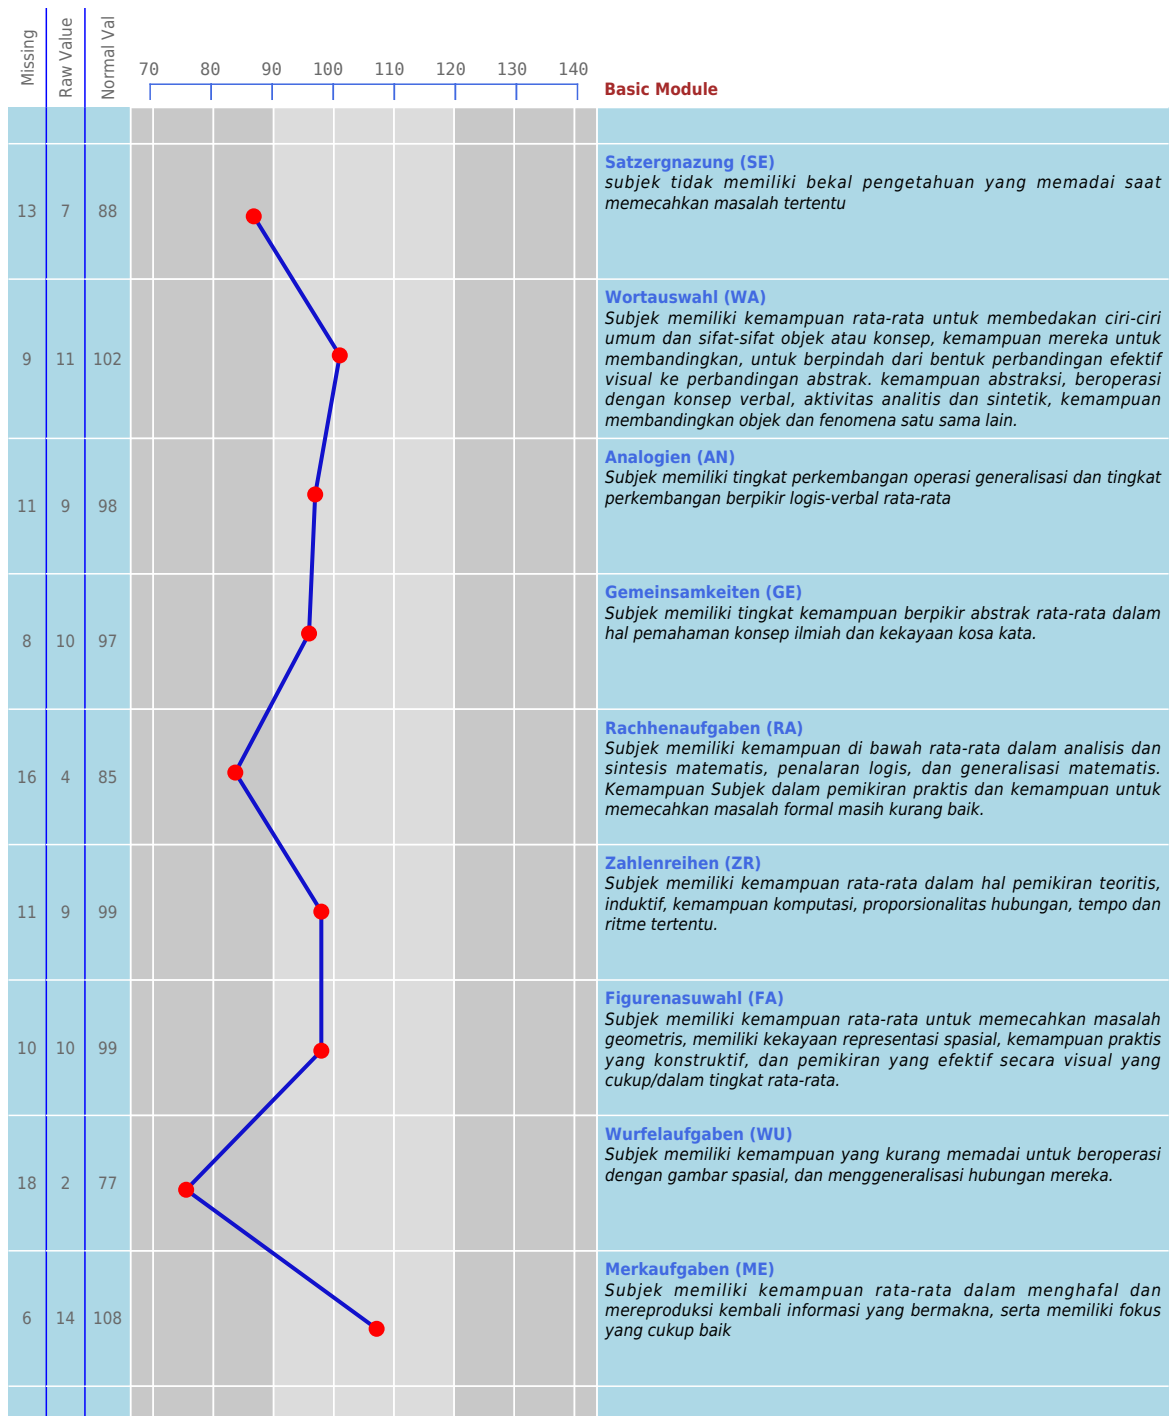 Missing
Raw Value
Normal Val
70 80 90 100 110 120 130 140
Basic Module
13 7 88
Satzergnazung (SE)
subjek tidak memiliki bekal pengetahuan yang memadai saat
memecahkan masalah tertentu
9 11 102
Wortauswahl (WA)
Subjek memiliki kemampuan rata-rata untuk membedakan ciri-ciri
umum dan sifat-sifat objek atau konsep, kemampuan mereka untuk
membandingkan, untuk berpindah dari bentuk perbandingan efektif
visual ke perbandingan abstrak. kemampuan abstraksi, beroperasi
dengan konsep verbal, aktivitas analitis dan sintetik, kemampuan
membandingkan objek dan fenomena satu sama lain.
11 9 98
Analogien (AN)
Subjek memiliki tingkat perkembangan operasi generalisasi dan tingkat
perkembangan berpikir logis-verbal rata-rata
8 10 97
Gemeinsamkeiten (GE)
Subjek memiliki tingkat kemampuan berpikir abstrak rata-rata dalam
hal pemahaman konsep ilmiah dan kekayaan kosa kata.
16 4 85
Rachhenaufgaben (RA)
Subjek memiliki kemampuan di bawah rata-rata dalam analisis dan
sintesis matematis, penalaran logis, dan generalisasi matematis.
Kemampuan Subjek dalam pemikiran praktis dan kemampuan untuk
memecahkan masalah formal masih kurang baik.
11 9 99
Zahlenreihen (ZR)
Subjek memiliki kemampuan rata-rata dalam hal pemikiran teoritis,
induktif, kemampuan komputasi, proporsionalitas hubungan, tempo dan
ritme tertentu.
10 10 99
Figurenasuwahl (FA)
Subjek memiliki kemampuan rata-rata untuk memecahkan masalah
geometris, memiliki kekayaan representasi spasial, kemampuan praktis
yang konstruktif, dan pemikiran yang efektif secara visual yang
cukup/dalam tingkat rata-rata.
18 2 77
Wurfelaufgaben (WU)
Subjek memiliki kemampuan yang kurang memadai untuk beroperasi
dengan gambar spasial, dan menggeneralisasi hubungan mereka.
6 14 108
Merkaufgaben (ME)
Subjek memiliki kemampuan rata-rata dalam menghafal dan
mereproduksi kembali informasi yang bermakna, serta memiliki fokus
yang cukup baik